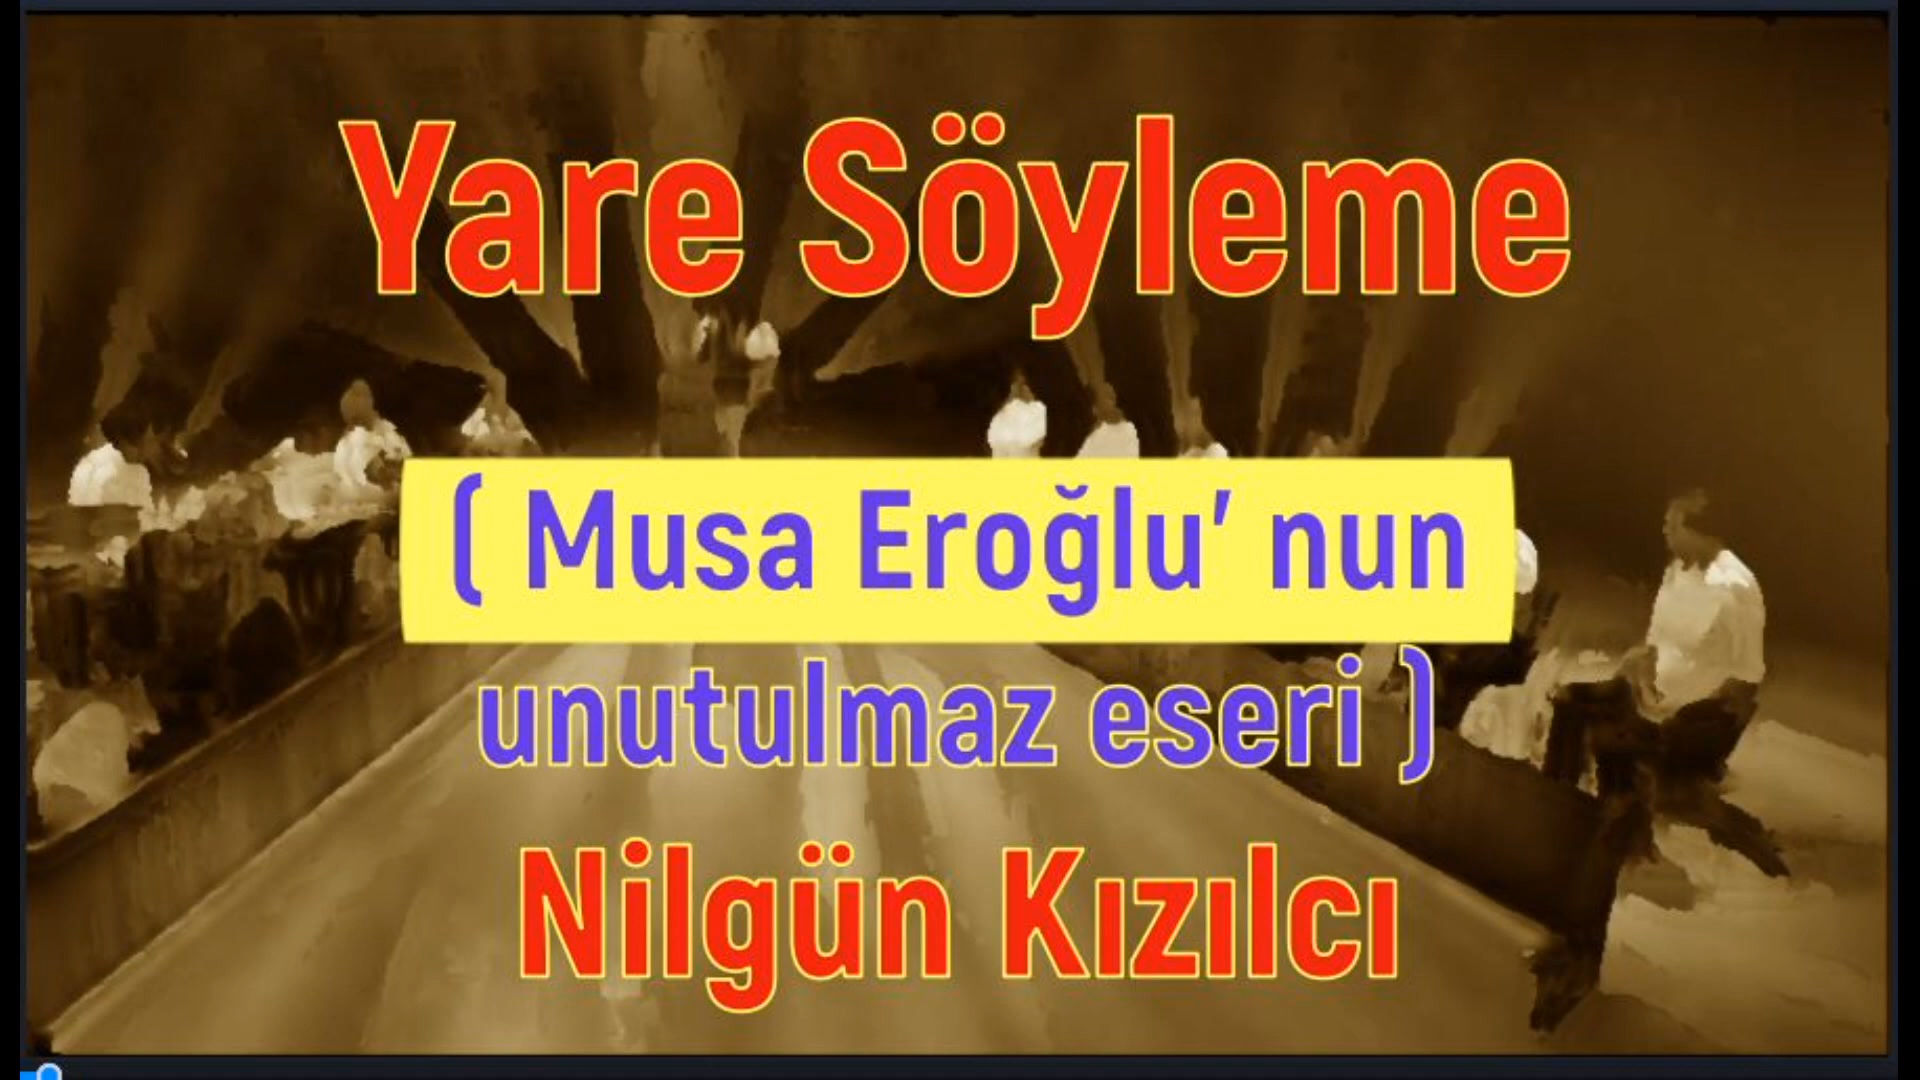 Yare Söyleme
( Musa Eroğlu' nun
unutulmaz eseri )
Nilgün Kızılcı